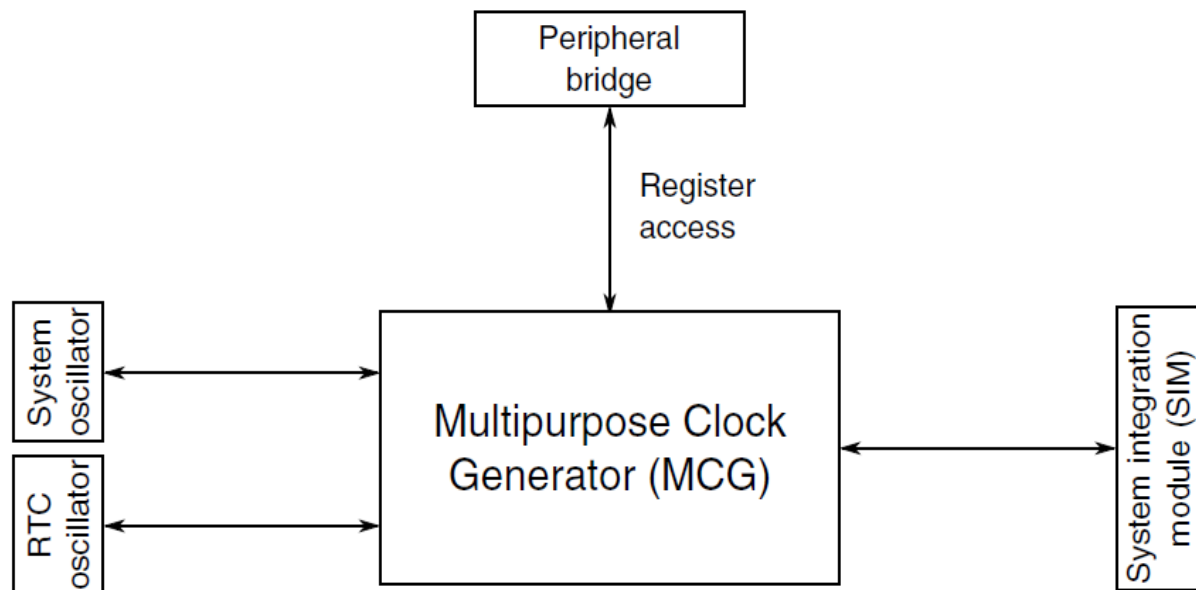 Peripheral
bridge
Register
access
System
oscillator
RTC
oscillator
Multipurpose Clock
Generator (MCG)
System integration
module (SIM)